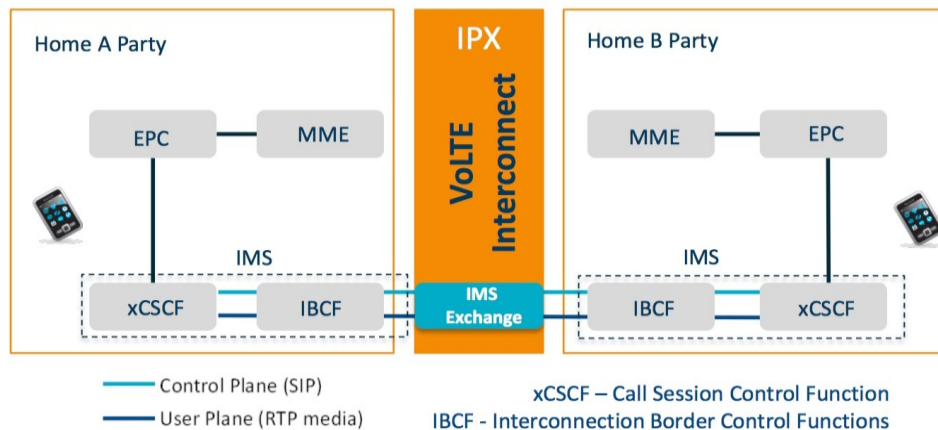 Home A Party
IPX
Home B Party
EPC
MME
VoLTE
Interconnect
MME
EPC
IMS
IMS
xCSCF
IBCF
IMS
Exchange
IBCF
xCSCF
Control Plane (SIP)
User Plane (RTP media)
xCSCF – Call Session Control Function
IBCF - Interconnection Border Control Functions